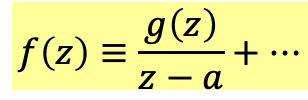 f(z) ≡ g(z)/(z − a) + ⋯